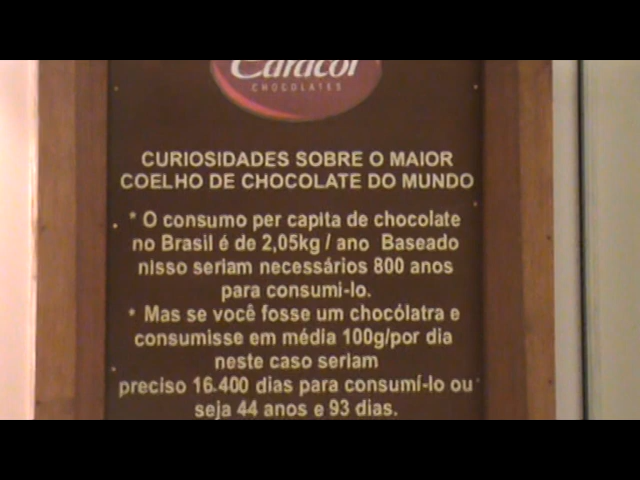 Caracol
CHOCOLATES
CURIOSIDADES SOBRE O MAIOR
COELHO DE CHOCOLATE DO MUNDO
* O consumo per capita de chocolate
no Brasil é de 2,05kg / ano Baseado
nisso seriam necessários 800 anos
para consumi-lo.
* Mas se você fosse um chocólatra e
consumisse em média 100g/por dia
neste caso seriam
preciso 16.400 dias para consumí-lo ou
seja 44 anos e 93 dias.